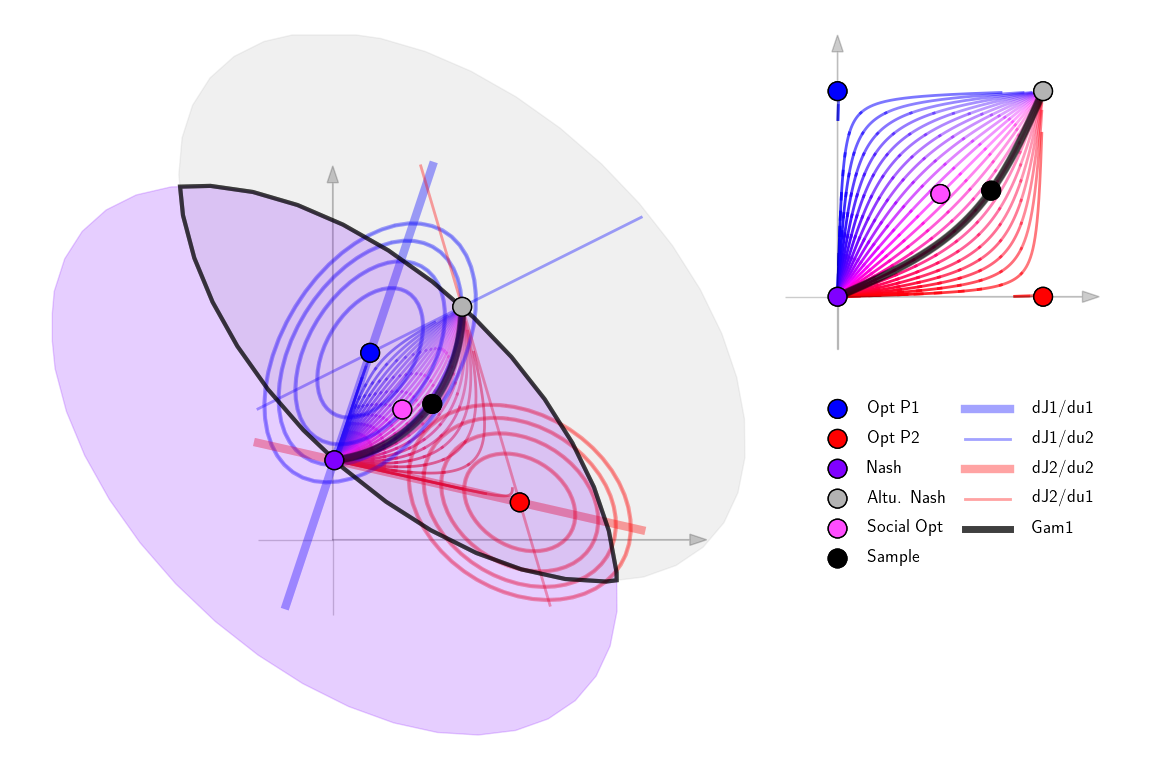 Opt P1
Opt P2
Nash
Altu. Nash
Social Opt
Sample
dJ1/du1
dJ1/du2
dJ2/du2
dJ2/du1
Gam1